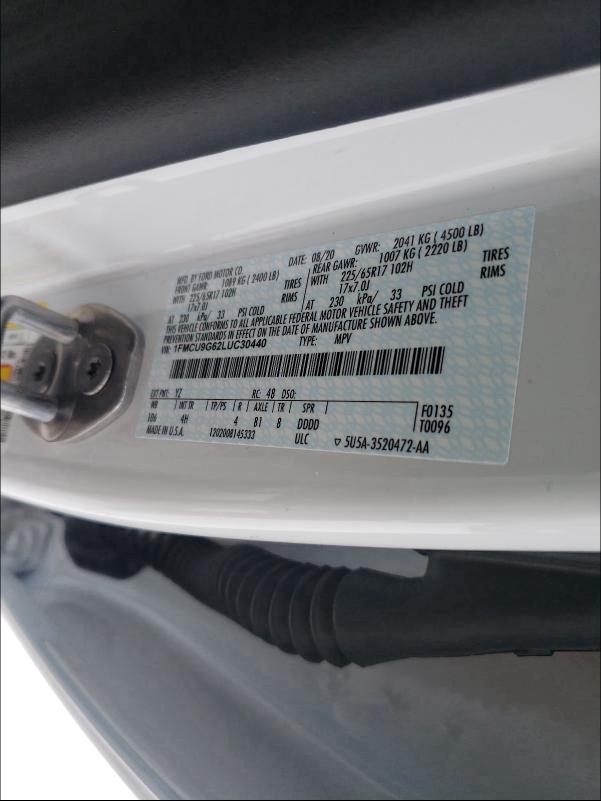 MFD. BY FORD MOTOR CO.
DATE: 08/20
GVWR: 2041 KG ( 4500 LB)
FRONT GAWR: 1089 KG ( 2400 LB)
REAR GAWR: 1007 KG ( 2220 LB)
WITH 225/65R17 102H TIRES
WITH 225/65R17 102H TIRES
17x7.0J RIMS
17x7.0J RIMS
AT 230 kPa/ 33 PSI COLD
AT 230 kPa/ 33 PSI COLD
THIS VEHICLE CONFORMS TO ALL APPLICABLE FEDERAL MOTOR VEHICLE SAFETY AND THEFT
PREVENTION STANDARDS IN EFFECT ON THE DATE OF MANUFACTURE SHOWN ABOVE.
VIN: 1FMCU9G62LUC30440
TYPE: MPV
EXT PNT: YZ RC: 48 DSO:
WB INT TR TP/PS R AXLE TR SPR
106 4H 4 81 8 DDDD
F0135
T0096
MADE IN U.S.A. 1202008145333 ULC ▽ 5U5A-3520472-AA